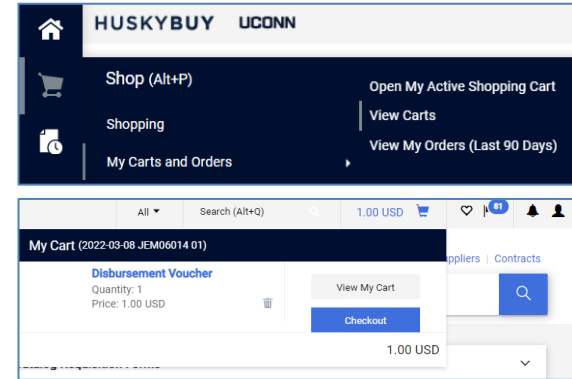 HUSKYBUY UCONN
Shop (Alt+P)
Open My Active Shopping Cart
Shopping
View Carts
View My Orders (Last 90 Days)
My Carts and Orders
All Search (Alt+Q) 1.00 USD 81
My Cart (2022-03-08 JEM06014 01)
Disbursement Voucher
Quantity: 1
Price: 1.00 USD
View My Cart
Checkout
1.00 USD
ppliers | Contracts